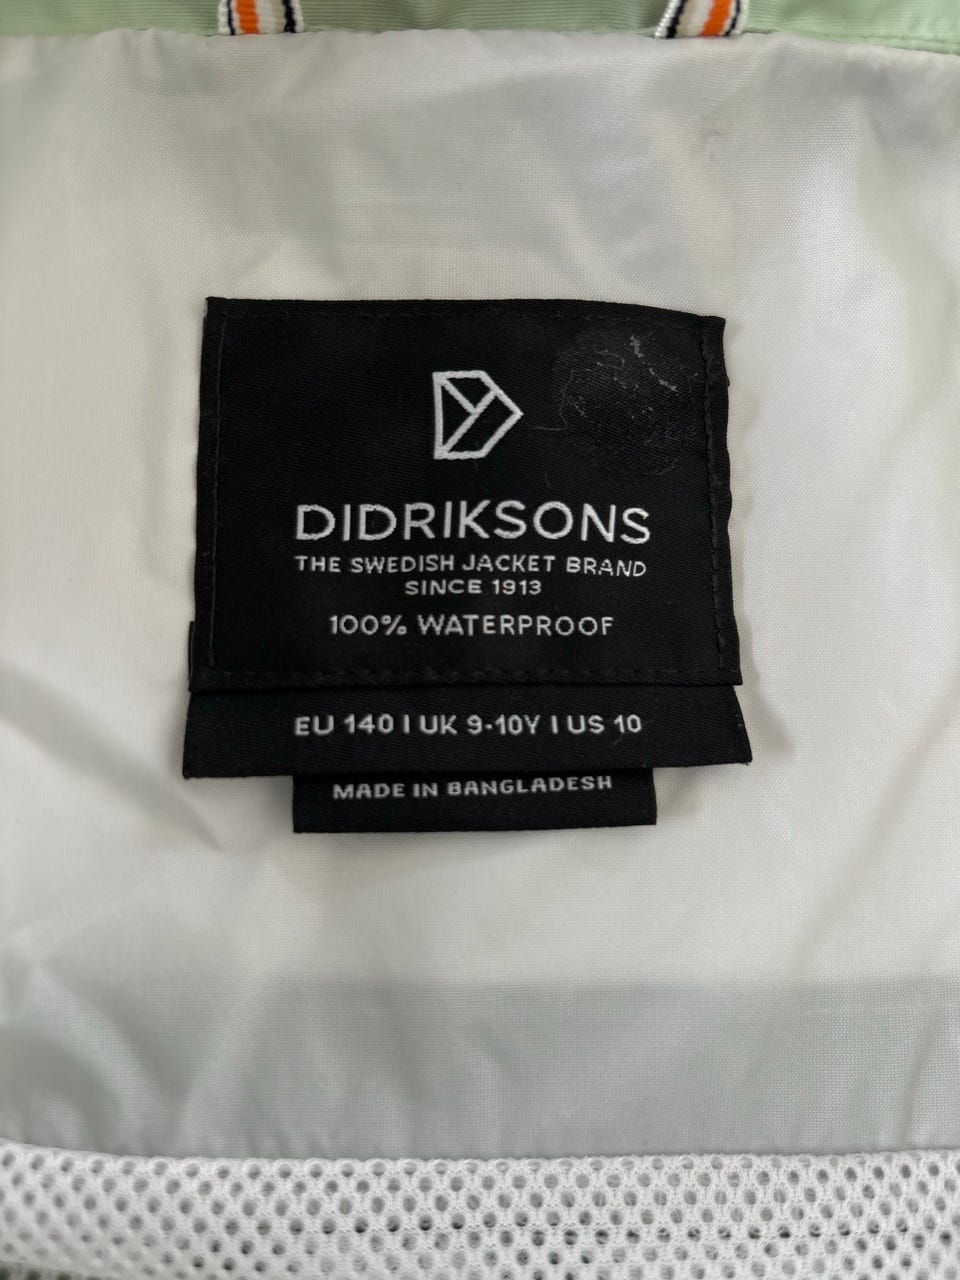 DIDRIKSONS
THE SWEDISH JACKET BRAND
SINCE 1913
100% WATERPROOF
EU 140 I UK 9-10Y I US 10
MADE IN BANGLADESH